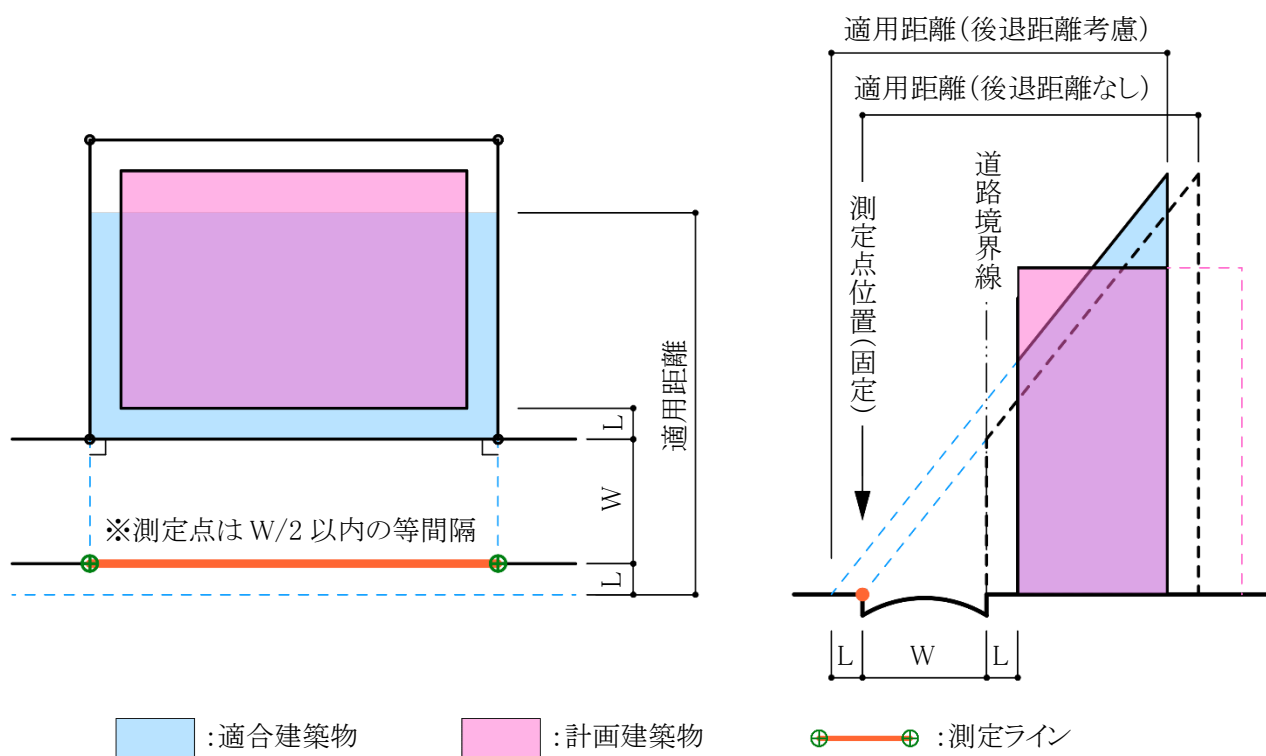 適用距離(後退距離考慮)
適用距離(後退距離なし)
道路境界線
測定点位置(固定)
適用距離
L
W
L
※測定点は W/2 以内の等間隔
L
W
L
:適合建築物
:計画建築物
:測定ライン